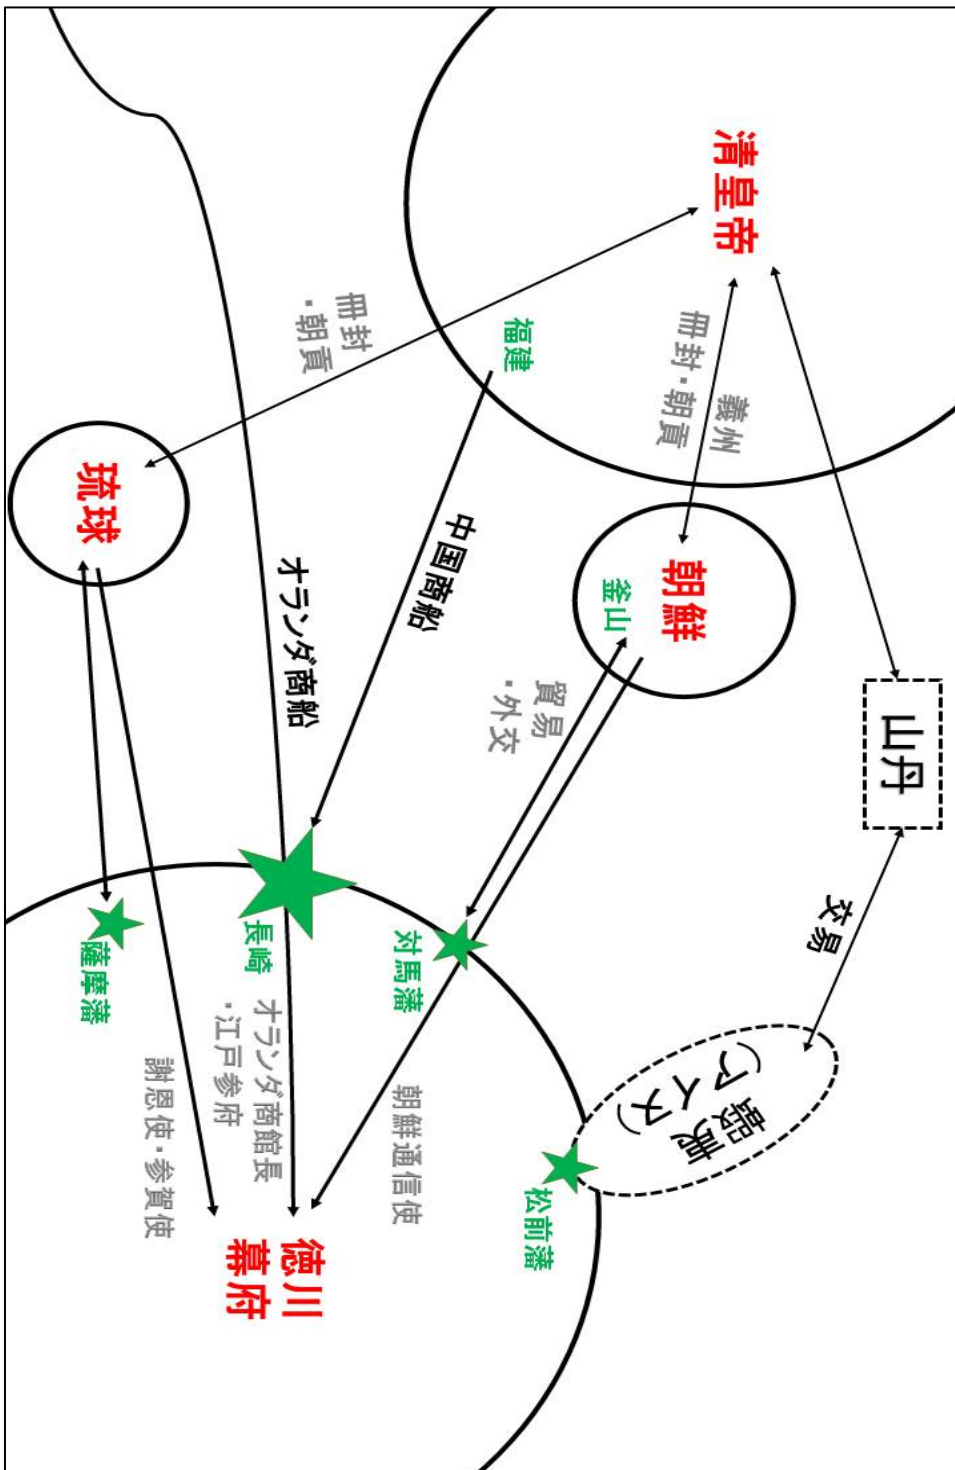 山丹
交易
清皇帝
義州
冊封・朝貢
蝦夷
(アイヌ)
朝鮮
釜山
福建
貿易
・外交
松前藩
中国商船
対馬藩
朝鮮通信使
冊封
・朝貢
オランダ商船
長崎
オランダ商館長
・江戸参府
徳川
幕府
琉球
薩摩藩
謝恩使・参賀使